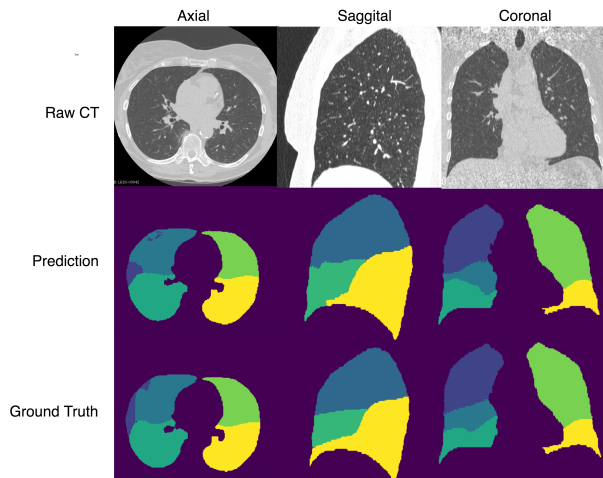 Axial
Saggital
Coronal
Raw CT
Prediction
Ground Truth